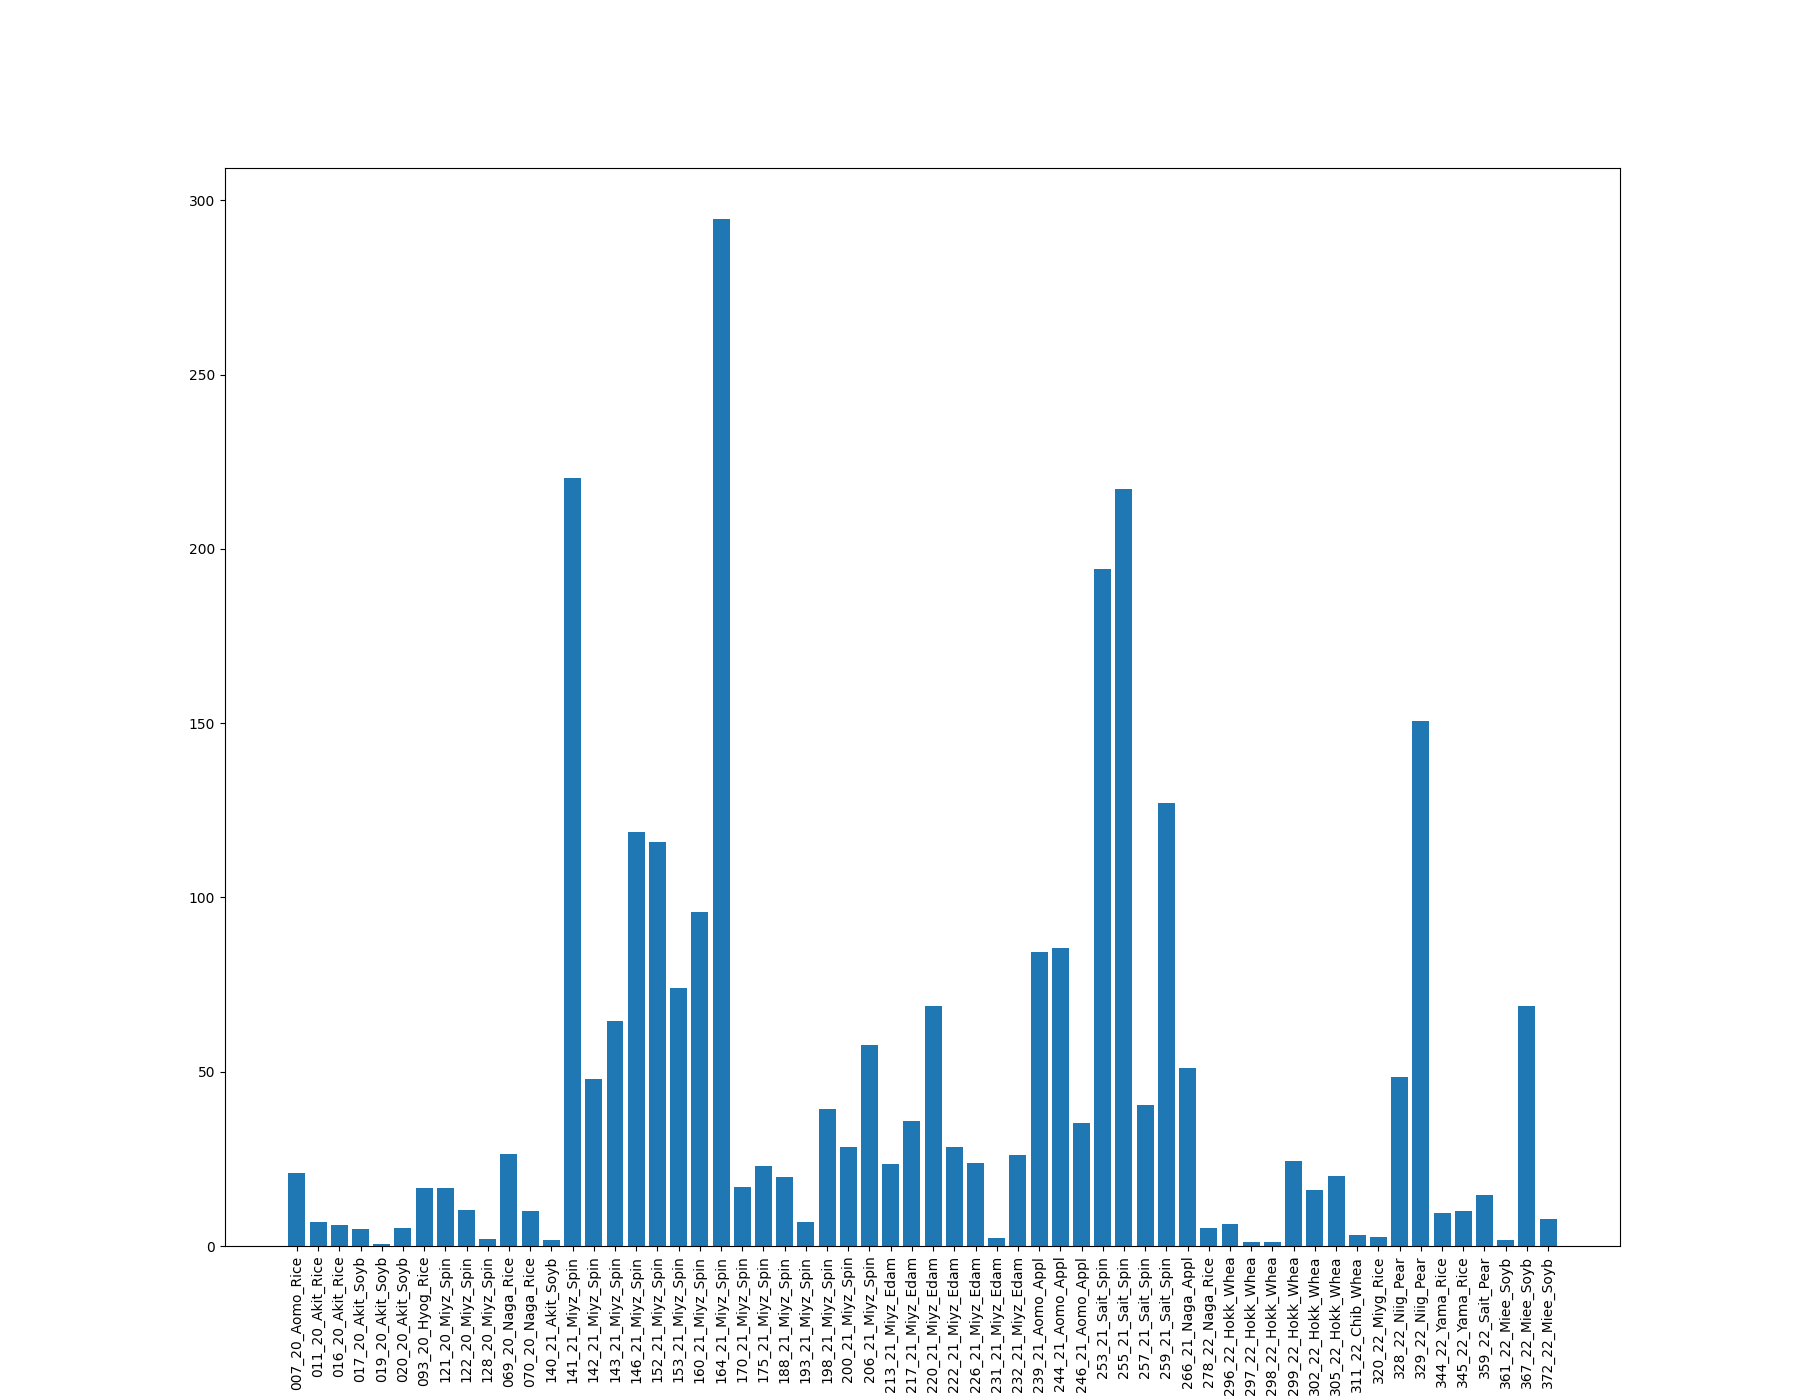 300
250
200
150
100
50
0
007_20_Aomo_Rice
011_20_Akit_Rice
016_20_Akit_Rice
017_20_Akit_Soyb
019_20_Akit_Soyb
020_20_Akit_Soyb
093_20_Hyog_Rice
121_20_Miyz_Spin
122_20_Miyz_Spin
128_20_Miyz_Spin
069_20_Naga_Rice
070_20_Naga_Rice
140_21_Akit_Soyb
141_21_Miyz_Spin
142_21_Miyz_Spin
143_21_Miyz_Spin
146_21_Miyz_Spin
152_21_Miyz_Spin
153_21_Miyz_Spin
160_21_Miyz_Spin
164_21_Miyz_Spin
170_21_Miyz_Spin
175_21_Miyz_Spin
188_21_Miyz_Spin
193_21_Miyz_Spin
198_21_Miyz_Spin
200_21_Miyz_Spin
206_21_Miyz_Spin
213_21_Miyz_Edam
217_21_Miyz_Edam
220_21_Miyz_Edam
222_21_Miyz_Edam
226_21_Miyz_Edam
231_21_Miyz_Edam
232_21_Miyz_Edam
239_21_Aomo_Appl
244_21_Aomo_Appl
246_21_Aomo_Appl
253_21_Sait_Spin
255_21_Sait_Spin
257_21_Sait_Spin
259_21_Sait_Spin
266_21_Naga_Appl
278_22_Naga_Rice
296_22_Hokk_Whea
297_22_Hokk_Whea
298_22_Hokk_Whea
299_22_Hokk_Whea
302_22_Hokk_Whea
305_22_Hokk_Whea
311_22_Chib_Whea
320_22_Miyg_Rice
328_22_Niig_Pear
329_22_Niig_Pear
344_22_Yama_Rice
345_22_Yama_Rice
359_22_Sait_Pear
361_22_Miee_Soyb
367_22_Miee_Soyb
372_22_Miee_Soyb